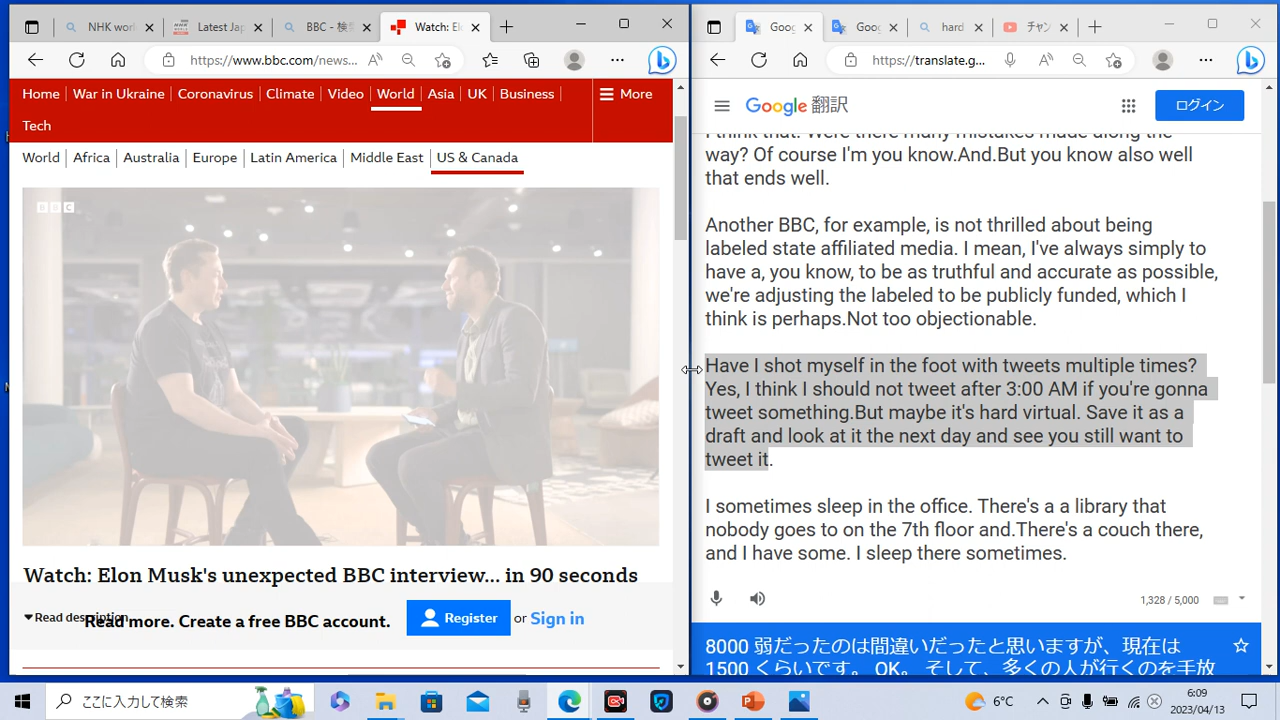 NHK wor
Latest Jap
BBC - 検索
Watch: El
https://www.bbc.com/news...
Home
War in Ukraine
Coronavirus
Climate
Video
World
Asia
UK
Business
More
Tech
World
Africa
Australia
Europe
Latin America
Middle East
US & Canada
BBC
Watch: Elon Musk's unexpected BBC interview... in 90 seconds
Read description
Read more. Create a free BBC account.
Register
or Sign in
Goog
Goog
hard
チャン
https://translate.g...
Google 翻訳
ログイン
I think that. Were there many mistakes made along the
way? Of course I'm you know.And.But you know also well
that ends well.
Another BBC, for example, is not thrilled about being
labeled state affiliated media. I mean, I've always simply to
have a, you know, to be as truthful and accurate as possible,
we're adjusting the labeled to be publicly funded, which I
think is perhaps.Not too objectionable.
Have I shot myself in the foot with tweets multiple times?
Yes, I think I should not tweet after 3:00 AM if you're gonna
tweet something.But maybe it's hard virtual. Save it as a
draft and look at it the next day and see you still want to
tweet it.
I sometimes sleep in the office. There's a a library that
nobody goes to on the 7th floor and.There's a couch there,
and I have some. I sleep there sometimes.
1,328 / 5,000
8000 弱だったのは間違いだったと思いますが、現在は
1500 くらいです。 OK。 そして、多くの人が行くのを手放
ここに入力して検索
6°C
6:09
2023/04/13